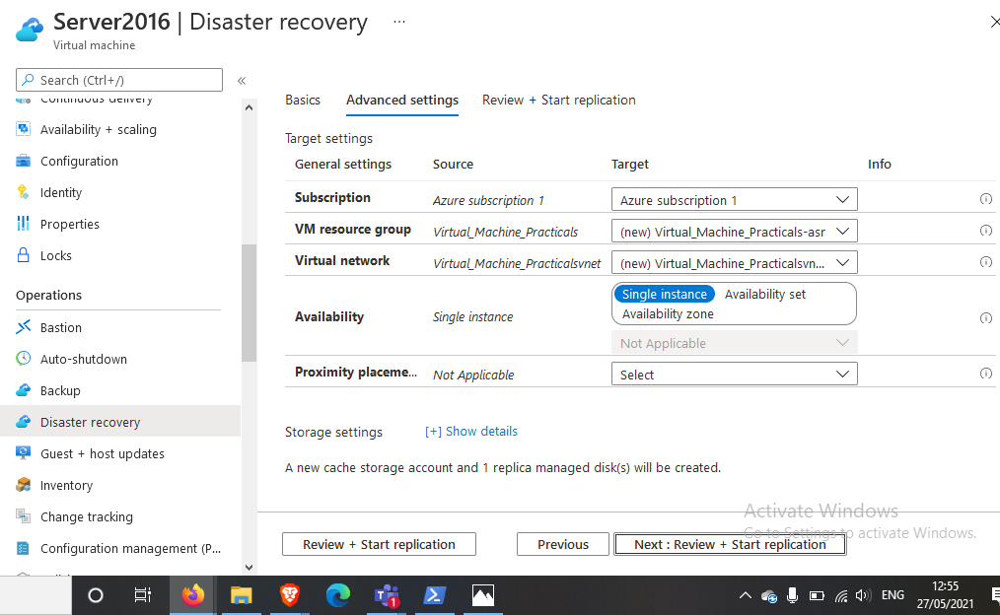 Server2016 | Disaster recovery ...
Virtual machine
Search (Ctrl+/)
«
Continuous delivery
Availability + scaling
Configuration
Identity
Properties
Locks
Operations
Bastion
Auto-shutdown
Backup
Disaster recovery
Guest + host updates
Inventory
Change tracking
Configuration management (P...
Basics Advanced settings Review + Start replication
Target settings
General settings Source Target Info
Subscription Azure subscription 1 Azure subscription 1
VM resource group Virtual_Machine_Practicals (new) Virtual_Machine_Practicals-asr
Virtual network Virtual_Machine_Practicalsvnet (new) Virtual_Machine_Practicalsvn...
Availability Single instance Single instance Availability set
Availability zone
Not Applicable
Proximity placeme... Not Applicable Select
Storage settings [+] Show details
A new cache storage account and 1 replica managed disk(s) will be created.
Activate Windows
Go to Settings to activate Windows.
Review + Start replication Previous Next : Review + Start replication
1
ENG 12:55
27/05/2021